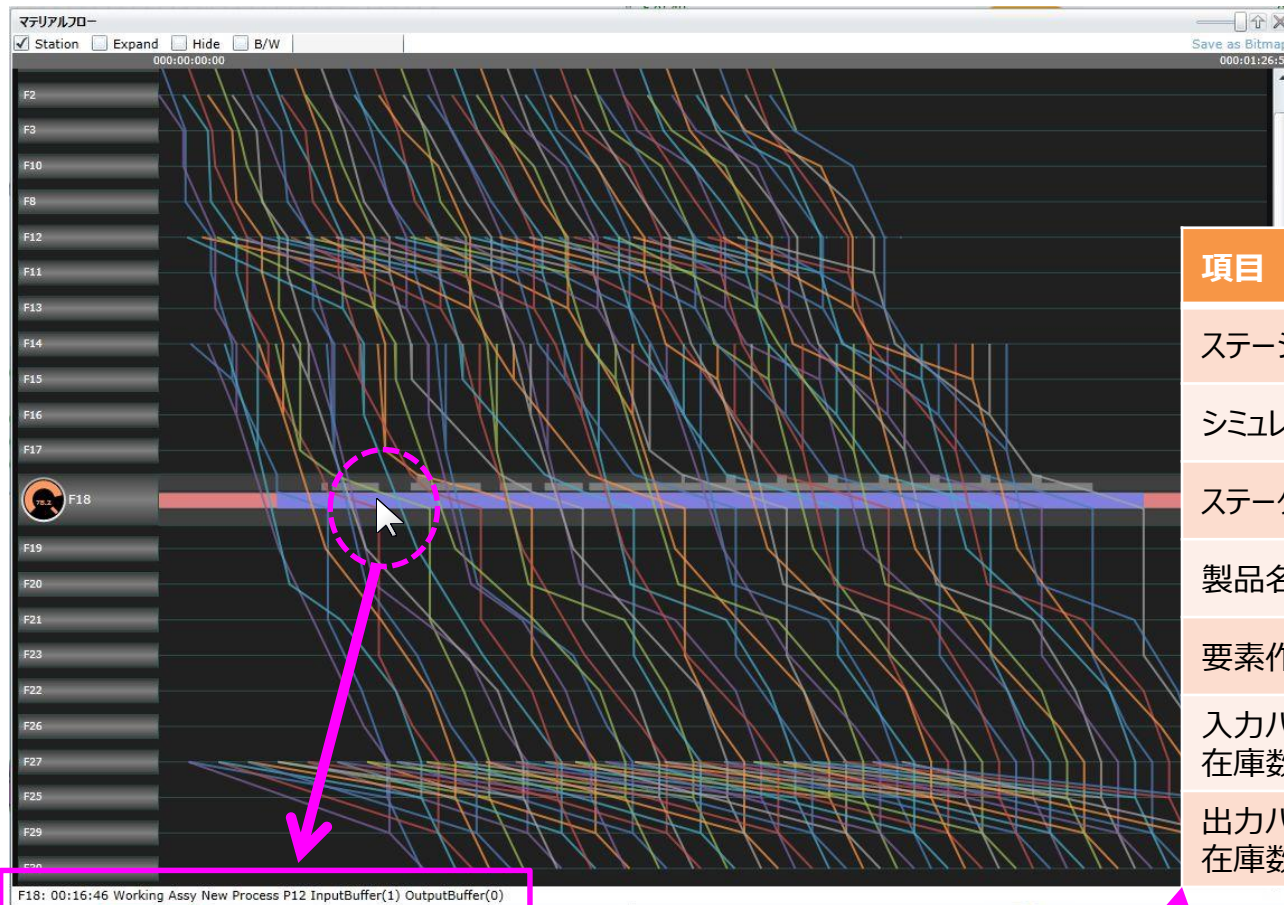 マテリアルフロー
Station Expand Hide B/W
Save as Bitmap
000:00:00:00
000:01:26:5
F2
F3
F10
F8
F12
F11
F13
F14
F15
F16
F17
78.2 F18
F19
F20
F21
F23
F22
F26
F27
F25
F29
F30
F18: 00:16:46 Working Assy New Process P12 InputBuffer(1) OutputBuffer(0)
項目
ステーシ
シミュレ
ステー
製品名
要素作
入力バ
在庫数
出力バ
在庫数